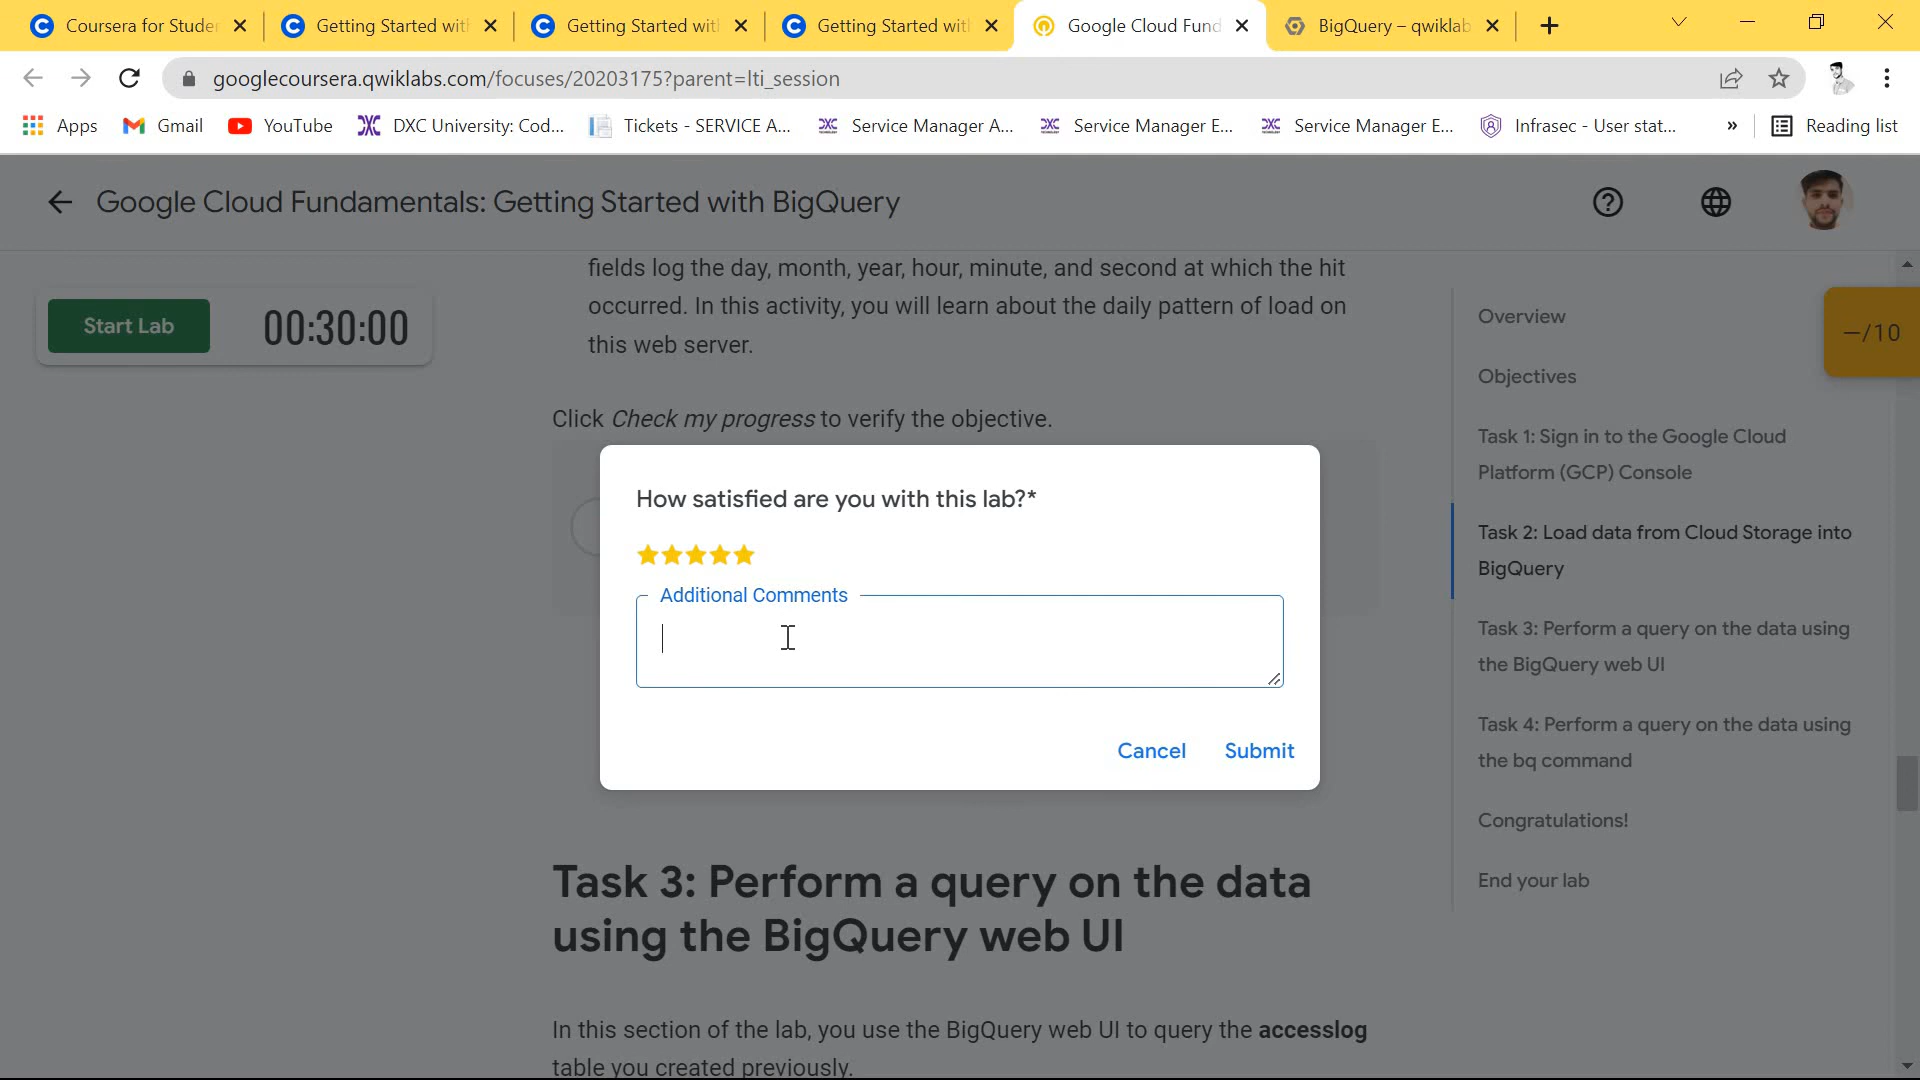 Coursera for Studer
Getting Started wit
Getting Started wit
Getting Started wit
Google Cloud Fund
BigQuery – qwiklab
googlecoursera.qwiklabs.com/focuses/20203175?parent=lti_session
Apps
Gmail
YouTube
DXC University: Cod...
Tickets - SERVICE A...
Service Manager A...
Service Manager E...
Service Manager E...
Infrasec - User stat...
»
Reading list
Google Cloud Fundamentals: Getting Started with BigQuery
Start Lab
00:30:00
fields log the day, month, year, hour, minute, and second at which the hit
occurred. In this activity, you will learn about the daily pattern of load on
this web server.
Click Check my progress to verify the objective.
How satisfied are you with this lab?*
Additional Comments
Cancel
Submit
Task 3: Perform a query on the data
using the BigQuery web UI
In this section of the lab, you use the BigQuery web UI to query the accesslog
table you created previously.
Overview
Objectives
Task 1: Sign in to the Google Cloud
Platform (GCP) Console
Task 2: Load data from Cloud Storage into
BigQuery
Task 3: Perform a query on the data using
the BigQuery web UI
Task 4: Perform a query on the data using
the bq command
Congratulations!
End your lab
—/10